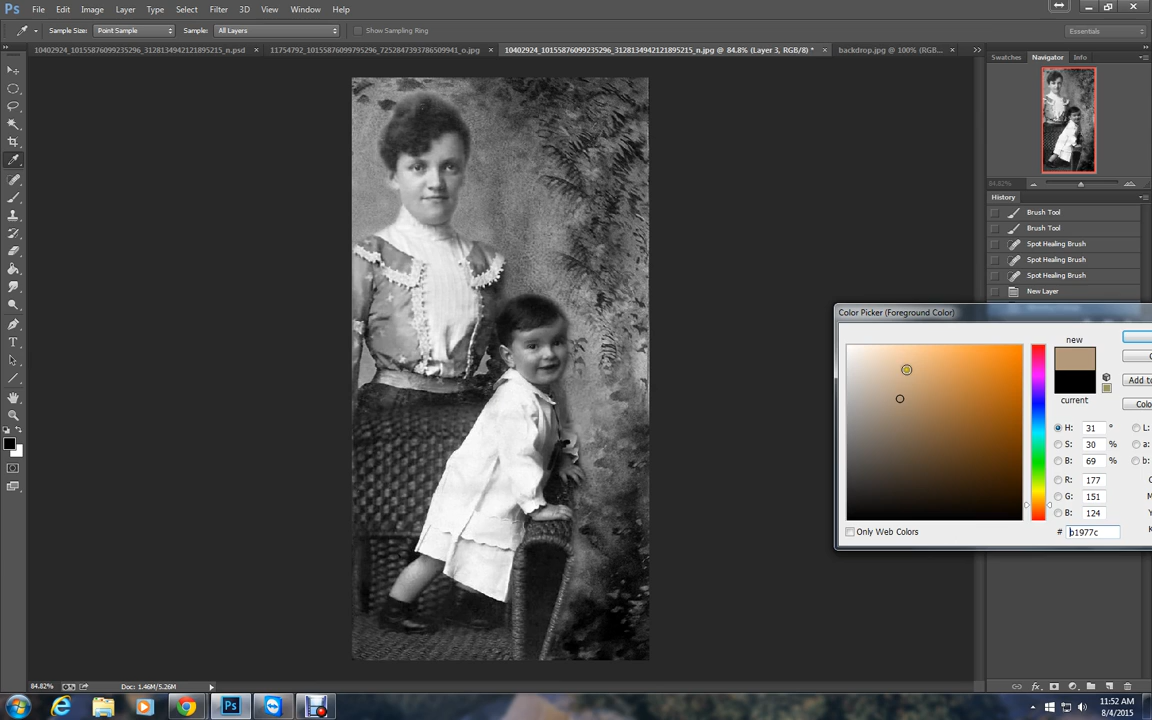 Ps File Edit Image Layer Type Select Filter 3D View Window Help
Sample Size: Point Sample Sample: All Layers Show Sampling Ring Essentials
10402924_10155876099235296_3128134942121895215_n.psd × 11754792_10155876099795296_7252847393786509941_o.jpg × 10402924_10155876099235296_3128134942121895215_n.jpg @ 84.8% (Layer 3, RGB/8) * × backdrop.jpg @ 100% (RGB... ×
Swatches Navigator Info
84.82%
History
Brush Tool
Brush Tool
Spot Healing Brush
Spot Healing Brush
Spot Healing Brush
New Layer
Color Picker (Foreground Color)
new
current
Add to
Colo
H: 31 ° L:
S: 30 % a:
B: 69 % b:
R: 177
G: 151 M
B: 124 Y
Only Web Colors # b1977c K
84.82% Doc: 1.46M/5.26M
T
Ps
11:52 AM
8/4/2015